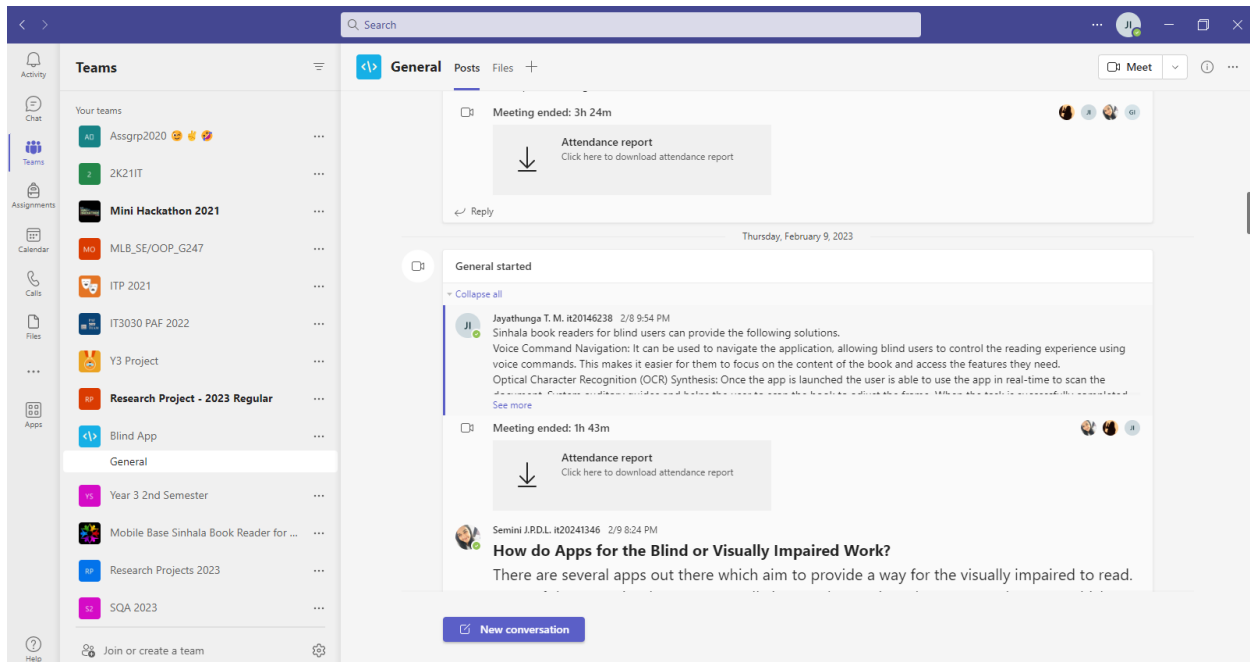 Search
JI
Activity
Chat
Teams
Assignments
Calendar
Calls
Files
Apps
Help
Teams
Your teams
AO Assgrp2020 😉✌🤣
2 2K21IT
Mini Hackathon 2021
MO MLB_SE/OOP_G247
ITP 2021
IT3030 PAF 2022
Y3 Project
RP Research Project - 2023 Regular
Blind App
General
YS Year 3 2nd Semester
Mobile Base Sinhala Book Reader for ...
RP Research Projects 2023
S2 SQA 2023
Join or create a team
General Posts Files
Meet
Meeting ended: 3h 24m
JI GI
Attendance report
Click here to download attendance report
Reply
Thursday, February 9, 2023
General started
Collapse all
JI
Jayathunga T. M. it20146238 2/8 9:54 PM
Sinhala book readers for blind users can provide the following solutions.
Voice Command Navigation: It can be used to navigate the application, allowing blind users to control the reading experience using
voice commands. This makes it easier for them to focus on the content of the book and access the features they need.
Optical Character Recognition (OCR) Synthesis: Once the app is launched the user is able to use the app in real-time to scan the
See more
Meeting ended: 1h 43m
JI
Attendance report
Click here to download attendance report
Semini J.P.D.L. it20241346 2/9 8:24 PM
How do Apps for the Blind or Visually Impaired Work?
There are several apps out there which aim to provide a way for the visually impaired to read.
New conversation